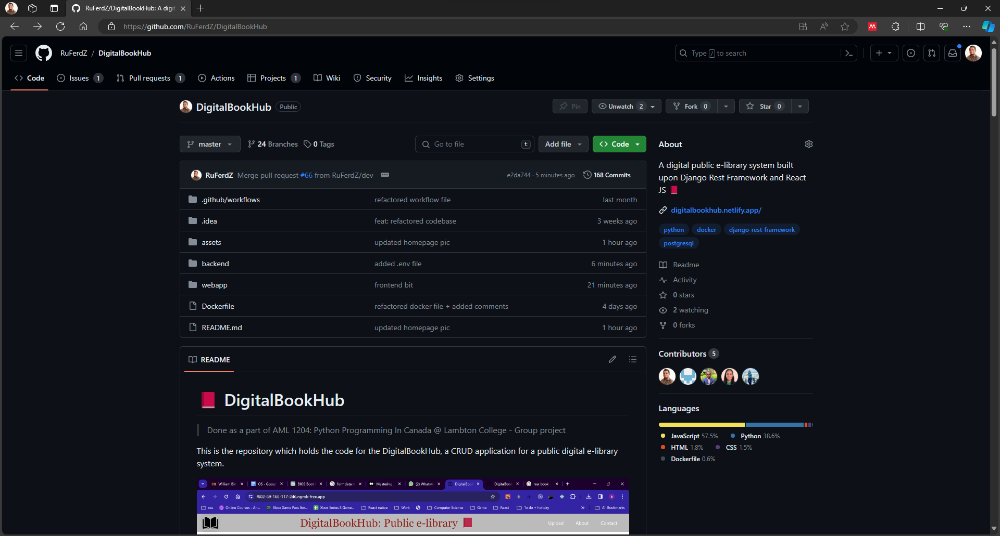 RuFerdZ/DigitalBookHub: A digit
https://github.com/RuFerdZ/DigitalBookHub
RuFerdZ / DigitalBookHub
Type / to search
Code
Issues 1
Pull requests 1
Actions
Projects 1
Wiki
Security
Insights
Settings
DigitalBookHub Public
Pin
Unwatch 2
Fork 0
Star 0
master
24 Branches
0 Tags
Go to file t
Add file
Code
RuFerdZ Merge pull request #66 from RuFerdZ/dev
e2da744 · 5 minutes ago
168 Commits
.github/workflows refactored workflow file last month
.idea feat: refactored codebase 3 weeks ago
assets updated homepage pic 1 hour ago
backend added .env file 6 minutes ago
webapp frontend bit 21 minutes ago
Dockerfile refactored docker file + added comments 4 days ago
README.md updated homepage pic 1 hour ago
README
DigitalBookHub
Done as a part of AML 1204: Python Programming In Canada @ Lambton College - Group project
This is the repository which holds the code for the DigitalBookHub, a CRUD application for a public digital e-library
system.
William Bir OS - Googl BIOS Boot formdata r Mastering (2) WhatsA DigitalBook DigitalBook rea book -
f602-69-166-117-246.ngrok-free.app
css Online Courses - An... Xbox Game Pass libr... Xbox Series S Game... React native Work Computer Science Game React To do + holiday All Bookmarks
DigitalBookHub: Public e-library
Upload About Contact
About
A digital public e-library system built
upon Django Rest Framework and React
JS
digitalbookhub.netlify.app/
python docker django-rest-framework
postgresql
Readme
Activity
0 stars
2 watching
0 forks
Contributors 5
Languages
JavaScript 57.5% Python 38.6%
HTML 1.8% CSS 1.5%
Dockerfile 0.6%